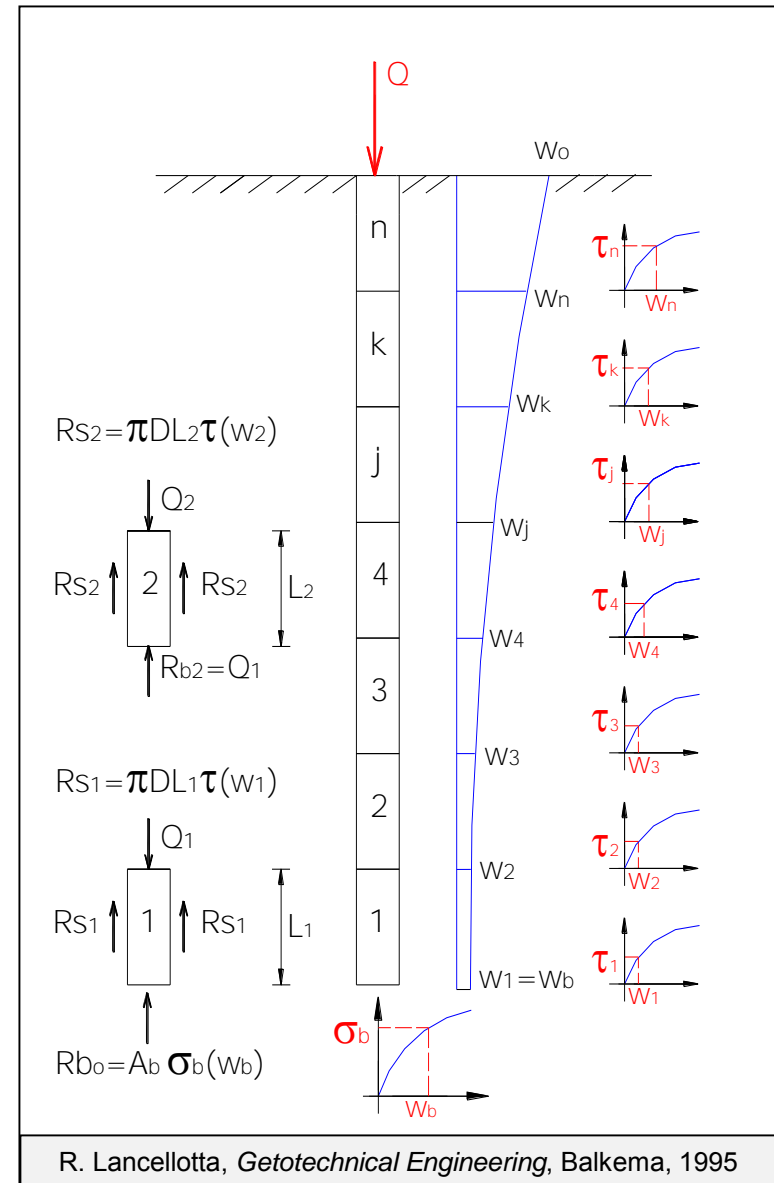 Q
Wo
n
τn
Wn
Wn
k
τk
Wk
Wk
Rs2=πDL2τ(w2)
j
τj
Wj
Wj
Q2
4
τ4
W4
W4
Rs2 2 Rs2 L2
Rb2=Q1
3
τ3
W3
W3
Rs1=πDL1τ(w1)
2
τ2
W2
W2
Q1
1
τ1
W1
Rs1 1 Rs1 L1
W1=Wb
σb
Wb
Rbo=Ab σb(Wb)
R. Lancellotta, Getotechnical Engineering, Balkema, 1995